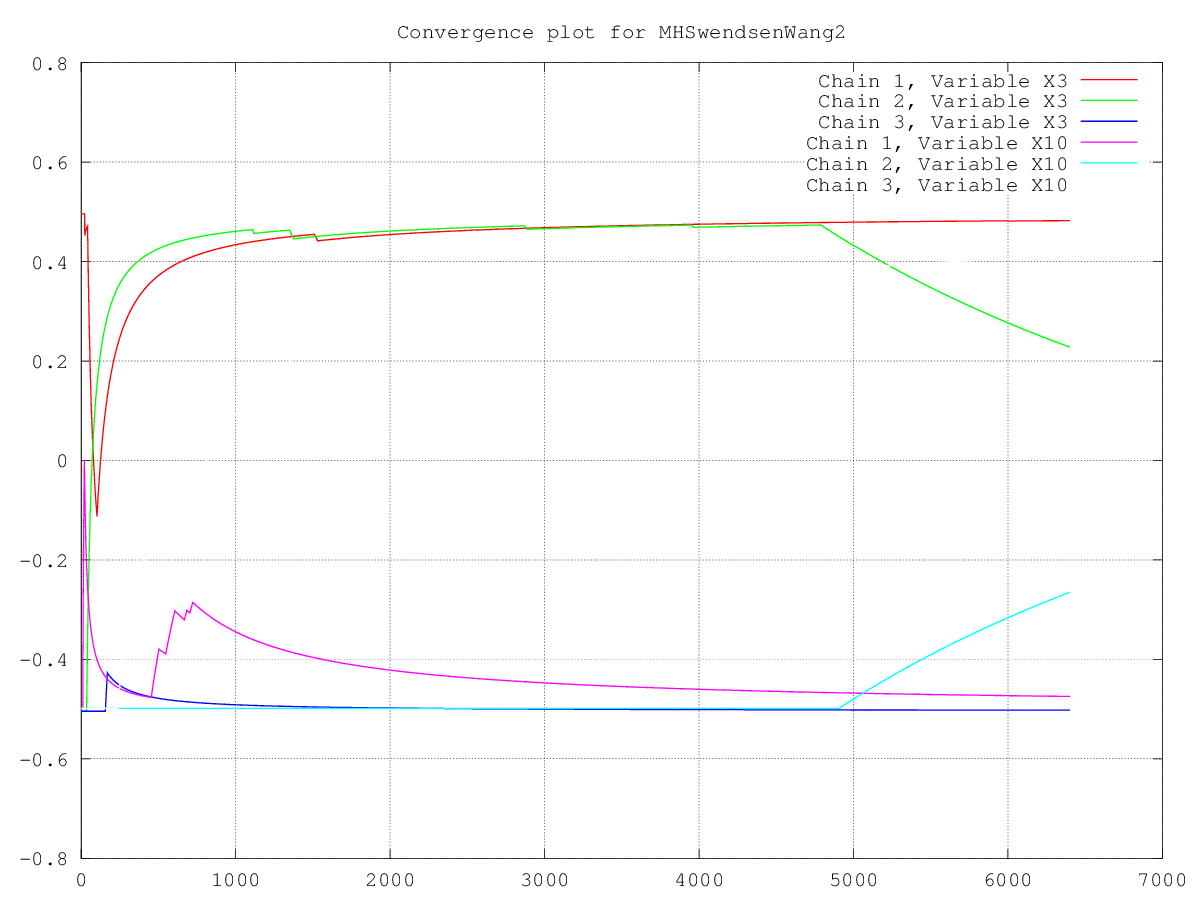 Convergence plot for MHSwendsenWang2
0.8
Chain 1, Variable X3
Chain 2, Variable X3
Chain 3, Variable X3
Chain 1, Variable X10
Chain 2, Variable X10
Chain 3, Variable X10
0.6
0.4
0.2
0
-0.2
-0.4
-0.6
-0.8
0 1000 2000 3000 4000 5000 6000 7000